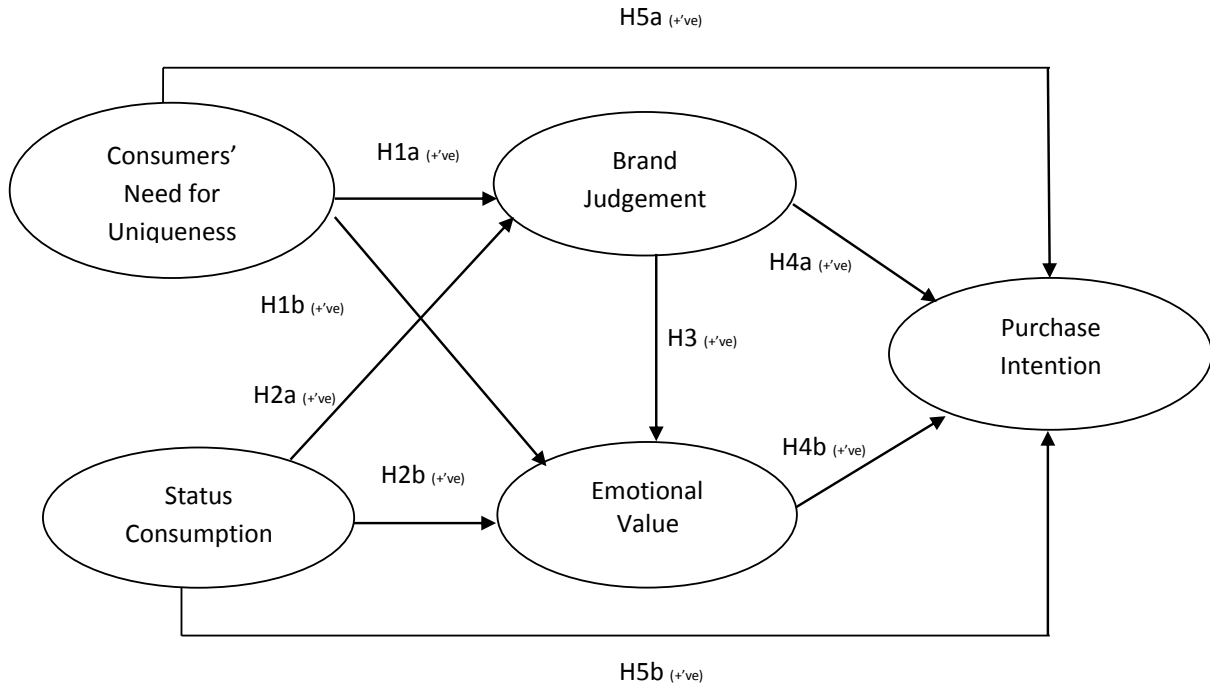 H5a (+'ve)
Consumers'
Need for
Uniqueness
H1a (+'ve)
Brand
Judgement
H4a (+'ve)
H1b (+'ve)
H3 (+'ve)
Purchase
Intention
H2a (+'ve)
H2b (+'ve)
H4b (+'ve)
Status
Consumption
Emotional
Value
H5b (+'ve)